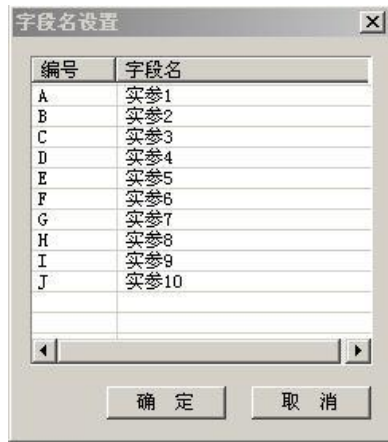 字段名设置
编号 字段名
A 实参1
B 实参2
C 实参3
D 实参4
E 实参5
F 实参6
G 实参7
H 实参8
I 实参9
J 实参10
确 定 取 消